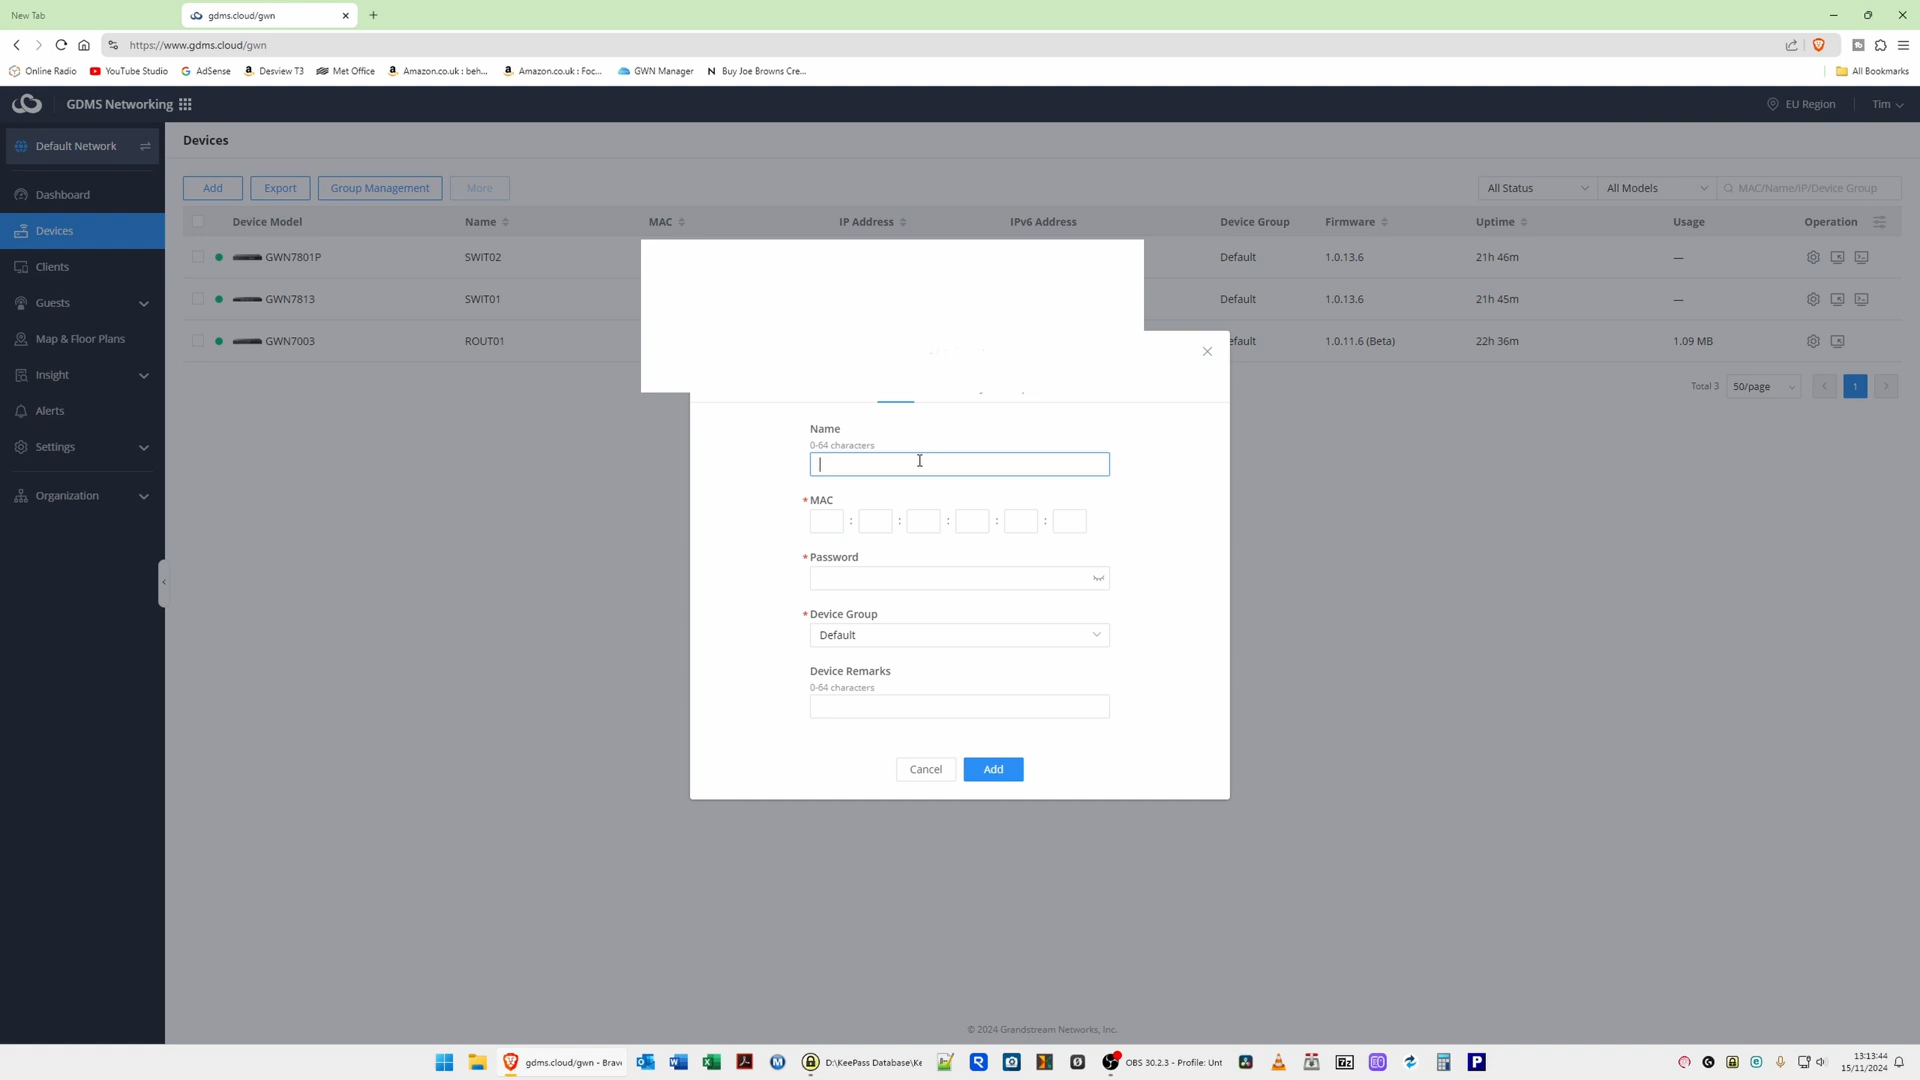 New Tab
gdms.cloud/gwn
https://www.gdms.cloud/gwn
Online Radio
YouTube Studio
AdSense
Desview T3
Met Office
Amazon.co.uk : beh...
Amazon.co.uk : Foc...
GWN Manager
Buy Joe Browns Cre...
All Bookmarks
GDMS Networking
EU Region
Tim
Default Network
Devices
Dashboard
Devices
Clients
Guests
Map & Floor Plans
Insight
Alerts
Settings
Organization
Add
Export
Group Management
More
All Status
All Models
MAC/Name/IP/Device Group
Device Model
Name
MAC
IP Address
IPv6 Address
Device Group
Firmware
Uptime
Usage
Operation
GWN7801P
SWIT02
Default
1.0.13.6
21h 46m
—
GWN7813
SWIT01
Default
1.0.13.6
21h 45m
—
GWN7003
ROUT01
efault
1.0.11.6 (Beta)
22h 36m
1.09 MB
Total 3
50/page
1
Name
0-64 characters
* MAC
: : : : :
* Password
* Device Group
Default
Device Remarks
0-64 characters
Cancel
Add
© 2024 Grandstream Networks, Inc.
gdms.cloud/gwn - Brav
D:\KeePass Database\Ke
OBS 30.2.3 - Profile: Unt
13:13:44
15/11/2024